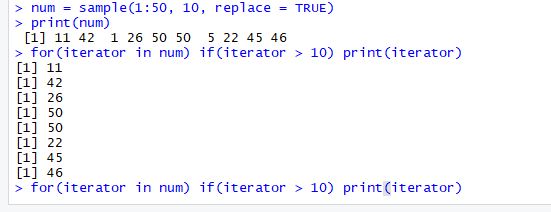 > num = sample(1:50, 10, replace = TRUE)
> print(num)
 [1] 11 42  1 26 50 50  5 22 45 46
> for(iterator in num) if(iterator > 10) print(iterator)
[1] 11
[1] 42
[1] 26
[1] 50
[1] 50
[1] 22
[1] 45
[1] 46
> for(iterator in num) if(iterator > 10) print(iterator)